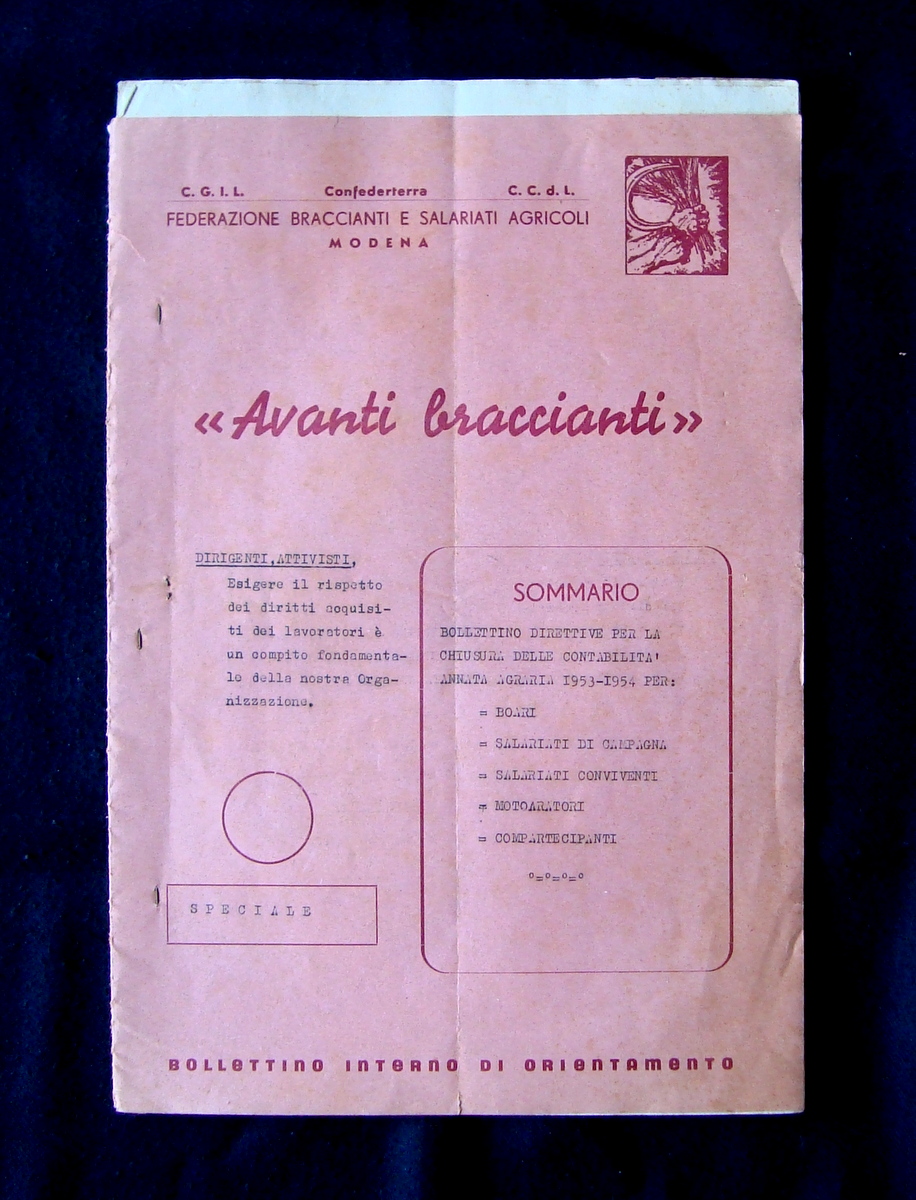 C. G. I. L. Confederterra C. C. d. L.
FEDERAZIONE BRACCIANTI E SALARIATI AGRICOLI
MODENA
«Avanti braccianti»
DIRIGENTI,ATTIVISTI,
Esigere il rispetto
dei diritti acquisi-
ti dei lavoratori è
un compito fondamenta-
le della nostra Orga-
nizzazione.
SPECIALE
SOMMARIO
BOLLETTINO DIRETTIVE PER LA
CHIUSURA DELLE CONTABILITA'
ANNATA AGRARIA 1953-1954 PER:
= BOARI
= SALARIATI DI CAMPAGNA
= SALARIATI CONVIVENTI
= MOTOARATORI
= COMPARTECIPANTI
o=o=o=o
BOLLETTINO INTERNO DI ORIENTAMENTO